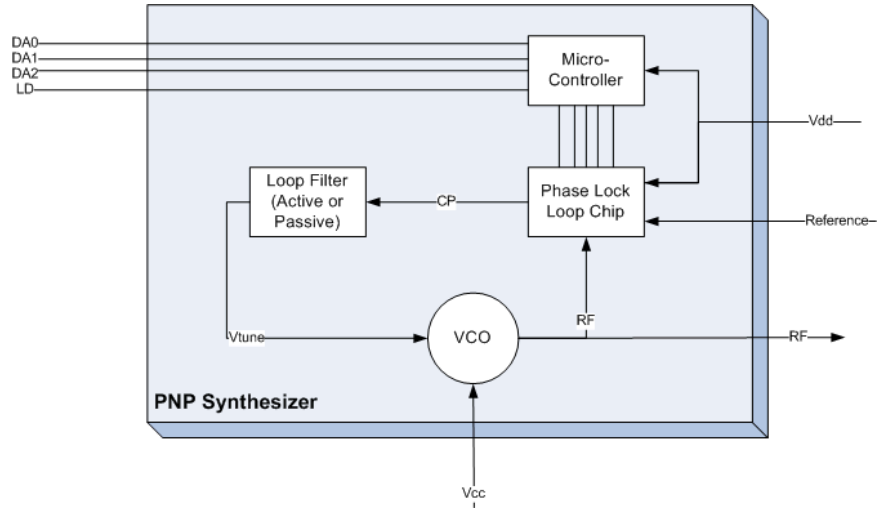 DA0
DA1
DA2
LD
Micro-
Controller
Vdd
Loop Filter
(Active or
Passive)
CP
Phase Lock
Loop Chip
Reference
RF
Vtune
VCO
RF
PNP Synthesizer
Vcc